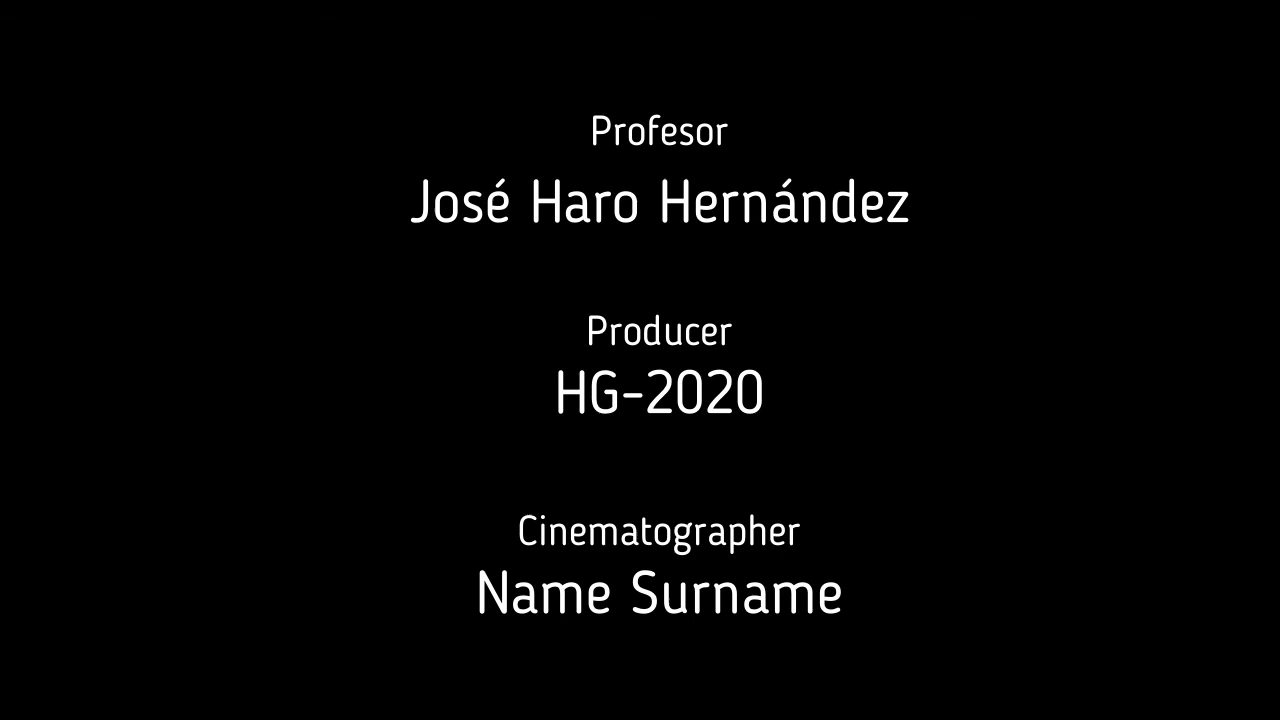 Profesor
José Haro Hernández
Producer
HG-2020
Cinematographer
Name Surname